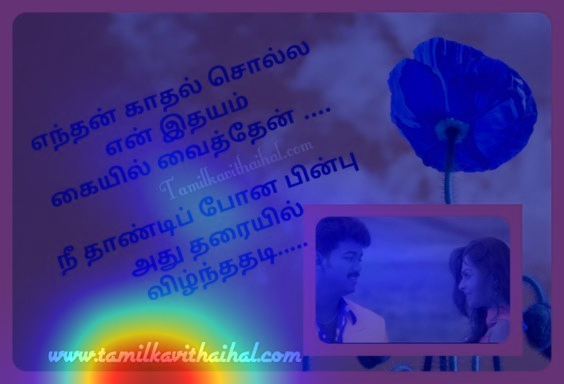 எந்தன் காதல் சொல்ல
என் இதயம்
கையில் வைத்தேன் ....
Tamilkavithaihal.com
நீ தாண்டிப் போன பின்பு
அது தரையில்
விழ்ந்ததடி.....
www.tamilkavithaihal.com